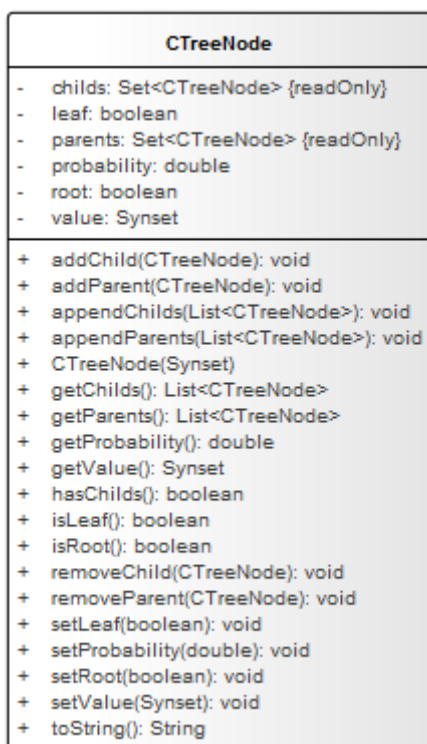 CTreeNode
- childs: Set<CTreeNode> {readOnly}
- leaf: boolean
- parents: Set<CTreeNode> {readOnly}
- probability: double
- root: boolean
- value: Synset
+ addChild(CTreeNode): void
+ addParent(CTreeNode): void
+ appendChilds(List<CTreeNode>): void
+ appendParents(List<CTreeNode>): void
+ CTreeNode(Synset)
+ getChilds(): List<CTreeNode>
+ getParents(): List<CTreeNode>
+ getProbability(): double
+ getValue(): Synset
+ hasChilds(): boolean
+ isLeaf(): boolean
+ isRoot(): boolean
+ removeChild(CTreeNode): void
+ removeParent(CTreeNode): void
+ setLeaf(boolean): void
+ setProbability(double): void
+ setRoot(boolean): void
+ setValue(Synset): void
+ toString(): String